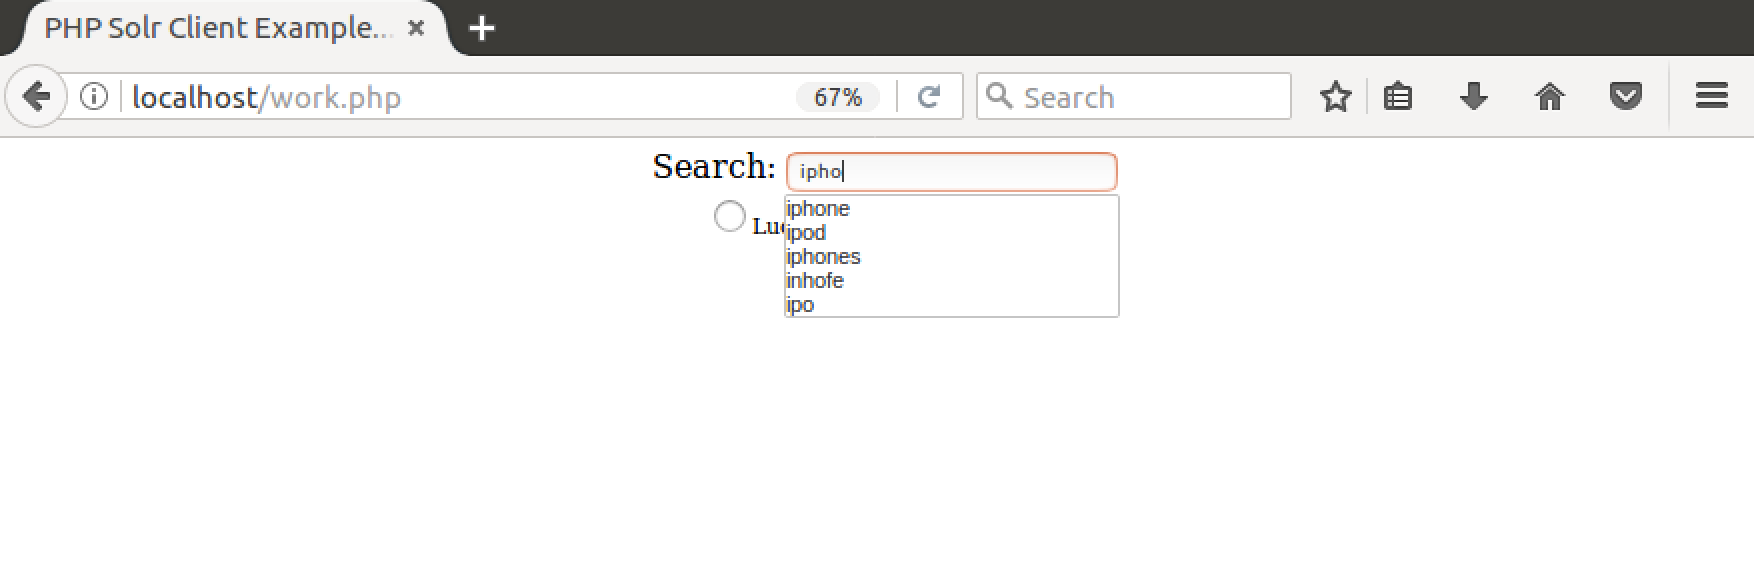 PHP Solr Client Example...
localhost/work.php 67% Search
Search: ipho
iphone
ipod
iphones
inhofe
ipo